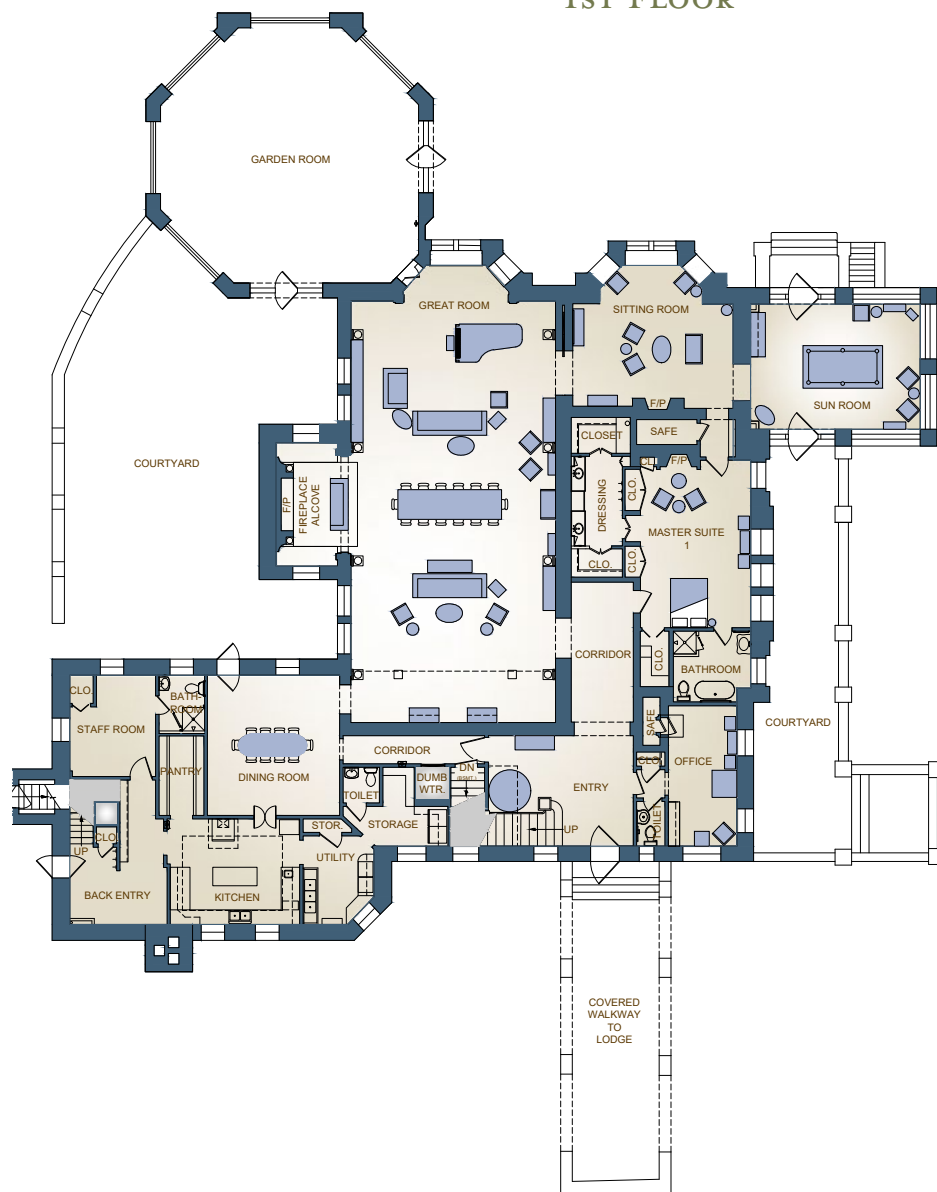 1ST FLOOR
GARDEN ROOM
GREAT ROOM
SITTING ROOM
SUN ROOM
F/P
CLOSET
SAFE
COURTYARD
F/P
FIREPLACE
ALCOVE
DRESSING
CLO.
CLO.
F/P
MASTER SUITE
1
CLO.
CLO.
CORRIDOR
CLO.
BATHROOM
COURTYARD
CLO.
STAFF ROOM
BATH-
ROOM
PANTRY
DINING ROOM
CORRIDOR
TOILET
DUMB
WTR.
DN
(BSMT.)
STORAGE
ENTRY
UP
SAFE
CLO.
OFFICE
TOILET
UP
CLO.
BACK ENTRY
KITCHEN
STOR.
UTILITY
COVERED
WALKWAY
TO
LODGE